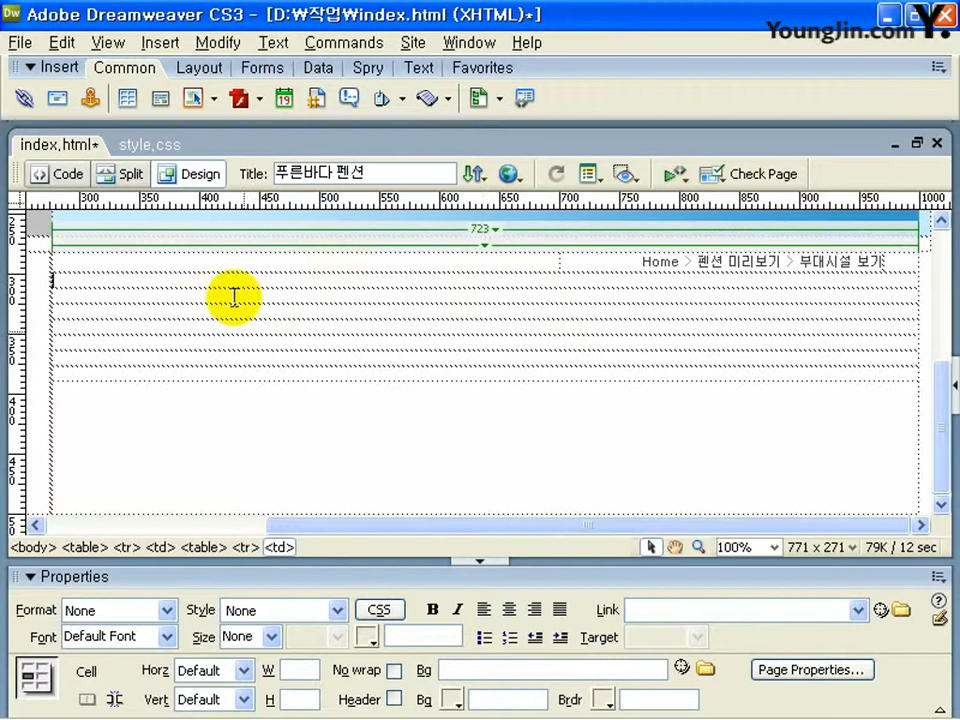 Adobe Dreamweaver CS3 - [D:₩작업₩index.html (XHTML)*]
YoungJin.com Y.
File Edit View Insert Modify Text Commands Site Window Help
Insert Common Layout Forms Data Spry Text Favorites
index.html* style.css
Code Split Design Title: 푸른바다 펜션 Check Page
300 350 400 450 500 550 600 650 700 750 800 850 900 950 1000
723
Home > 펜션 미리보기 > 부대시설 보기
<body> <table> <tr> <td> <table> <tr> <td> 100% 771 x 271 79K / 12 sec
Properties
Format None Style None CSS B I Link
Font Default Font Size None Target
Cell Horz Default W No wrap Bg Page Properties...
Vert Default H Header Bg Brdr